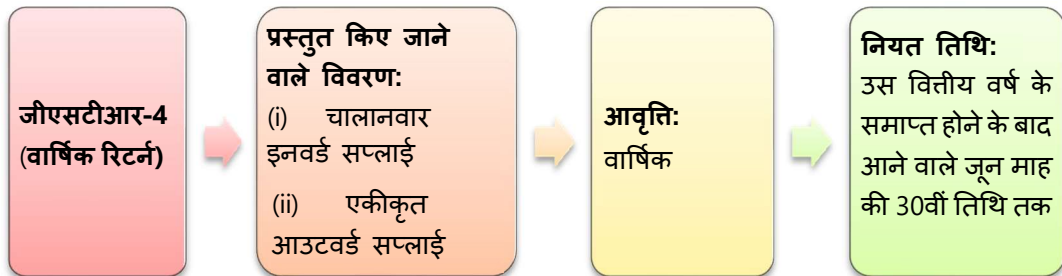 जीएसटीआर-4
(वार्षिक रिटर्न)
प्रस्तुत किए जाने
वाले विवरण:
(i) चालानवार
इनवर्ड सप्लाई
(ii) एकीकृत
आउटवर्ड सप्लाई
आवृत्ति:
वार्षिक
नियत तिथि:
उस वित्तीय वर्ष के
समाप्त होने के बाद
आने वाले जून माह
की 30वीं तिथि तक